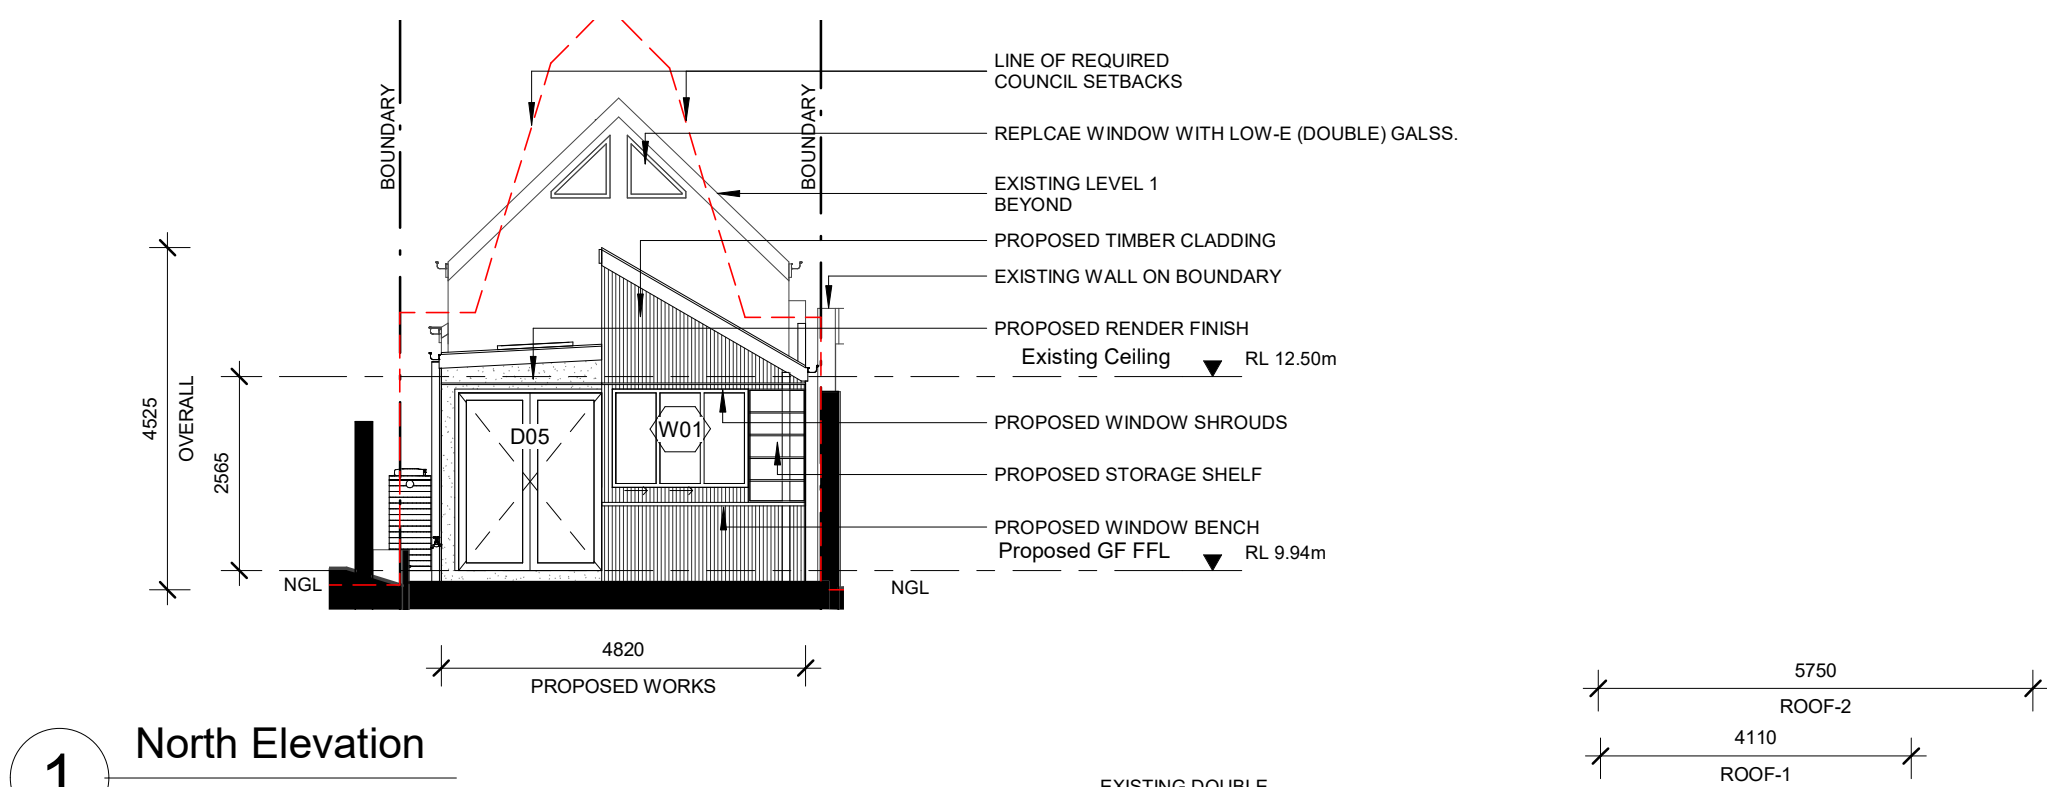 LINE OF REQUIRED
COUNCIL SETBACKS
BOUNDARY
BOUNDARY
REPLCAE WINDOW WITH LOW-E (DOUBLE) GALSS.
EXISTING LEVEL 1
BEYOND
PROPOSED TIMBER CLADDING
EXISTING WALL ON BOUNDARY
PROPOSED RENDER FINISH
Existing Ceiling RL 12.50m
4525
OVERALL
2565
D05
W01
PROPOSED WINDOW SHROUDS
PROPOSED STORAGE SHELF
PROPOSED WINDOW BENCH
Proposed GF FFL RL 9.94m
NGL
NGL
4820
PROPOSED WORKS
5750
ROOF-2
4110
ROOF-1
1 North Elevation
EXISTING DOUBLE